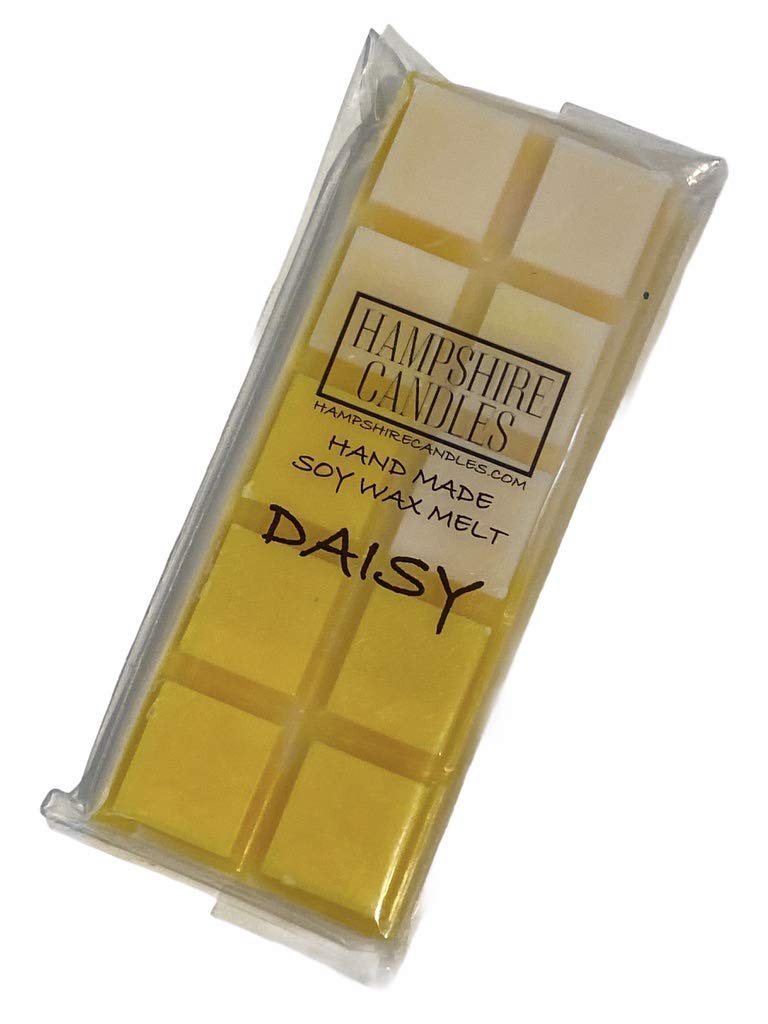 HAMPSHIRE
CANDLES
HAMPSHIRECANDLES.COM
HAND MADE
SOY WAX MELT
DAISY